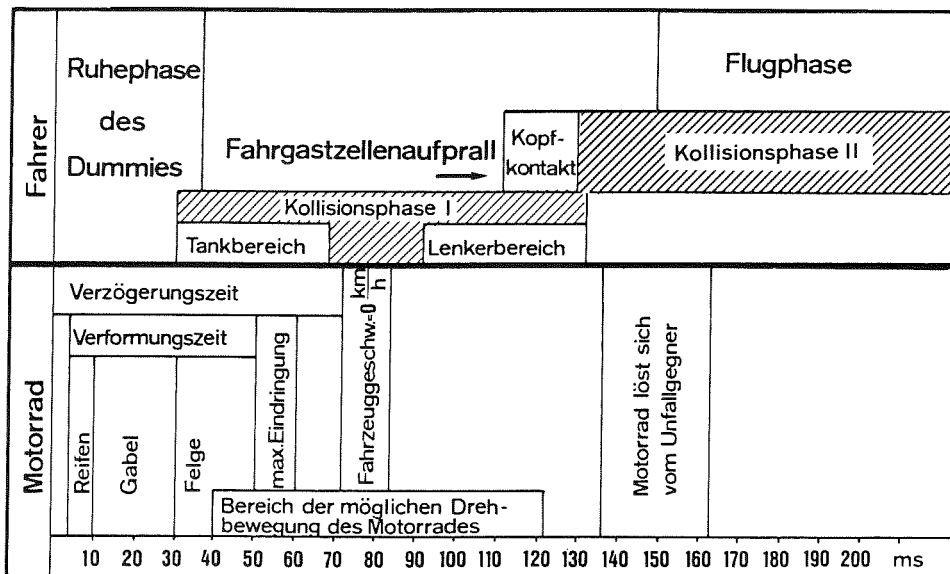 Fahrer
Ruhephase
des
Dummies
Flugphase
Fahrgastzellenaufprall
Kopf-
kontakt
Kollisionsphase II
Kollisionsphase I
Tankbereich
Lenkerbereich
Motorrad
Verzögerungszeit
Verformungszeit
Reifen
Gabel
Felge
max.Eindringung
Fahrzeuggeschw.=0 km/h
Motorrad löst sich
vom Unfallgegner
Bereich der möglichen Dreh-
bewegung des Motorrades
10 20 30 40 50 60 70 80 90 100 110 120 130 140 150 160 170 180 190 200 ms